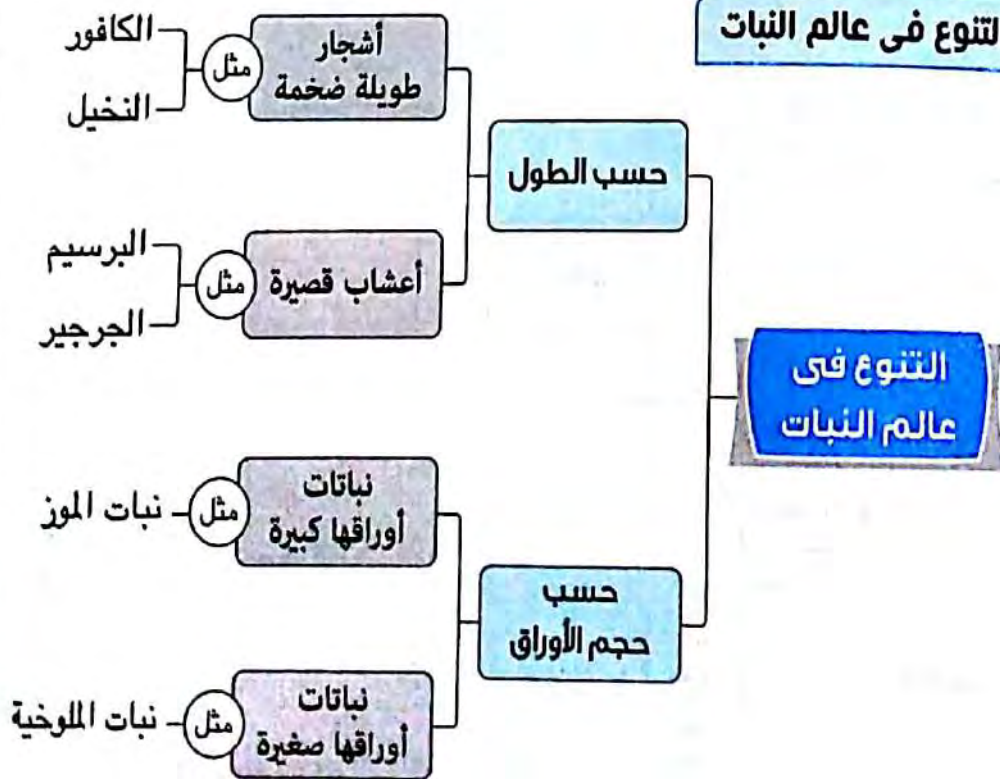 التنوع فى عالم النبات
التنوع فى
عالم النبات
حسب الطول
أشجار
طويلة ضخمة
مثل
الكافور
النخيل
أعشاب قصيرة
مثل
البرسيم
الجرجير
حسب
حجم الأوراق
نباتات
أوراقها كبيرة
مثل
نبات الموز
نباتات
أوراقها صغيرة
مثل
نبات الملوخية